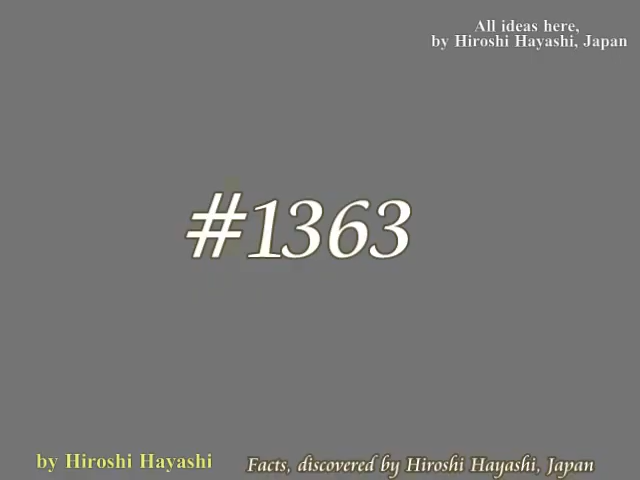 All ideas here,
by Hiroshi Hayashi, Japan
#1363
by Hiroshi Hayashi
Facts, discovered by Hiroshi Hayashi, Japan